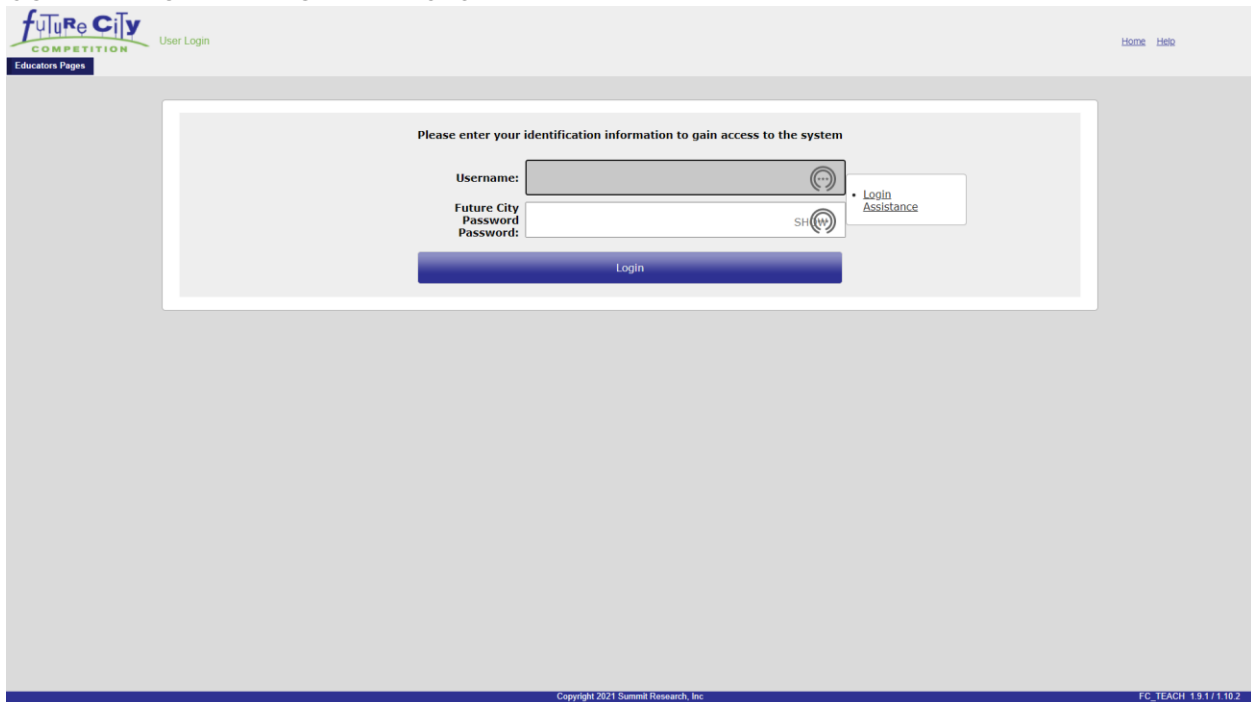 fuTuRe CiTy
COMPETITION
User Login
Home Help
Educators Pages
Please enter your identification information to gain access to the system
Username:
Login
Assistance
Future City
Password
Password:
SH
Login
Copyright 2021 Summit Research, Inc
FC_TEACH 1.9.1 / 1.10.2